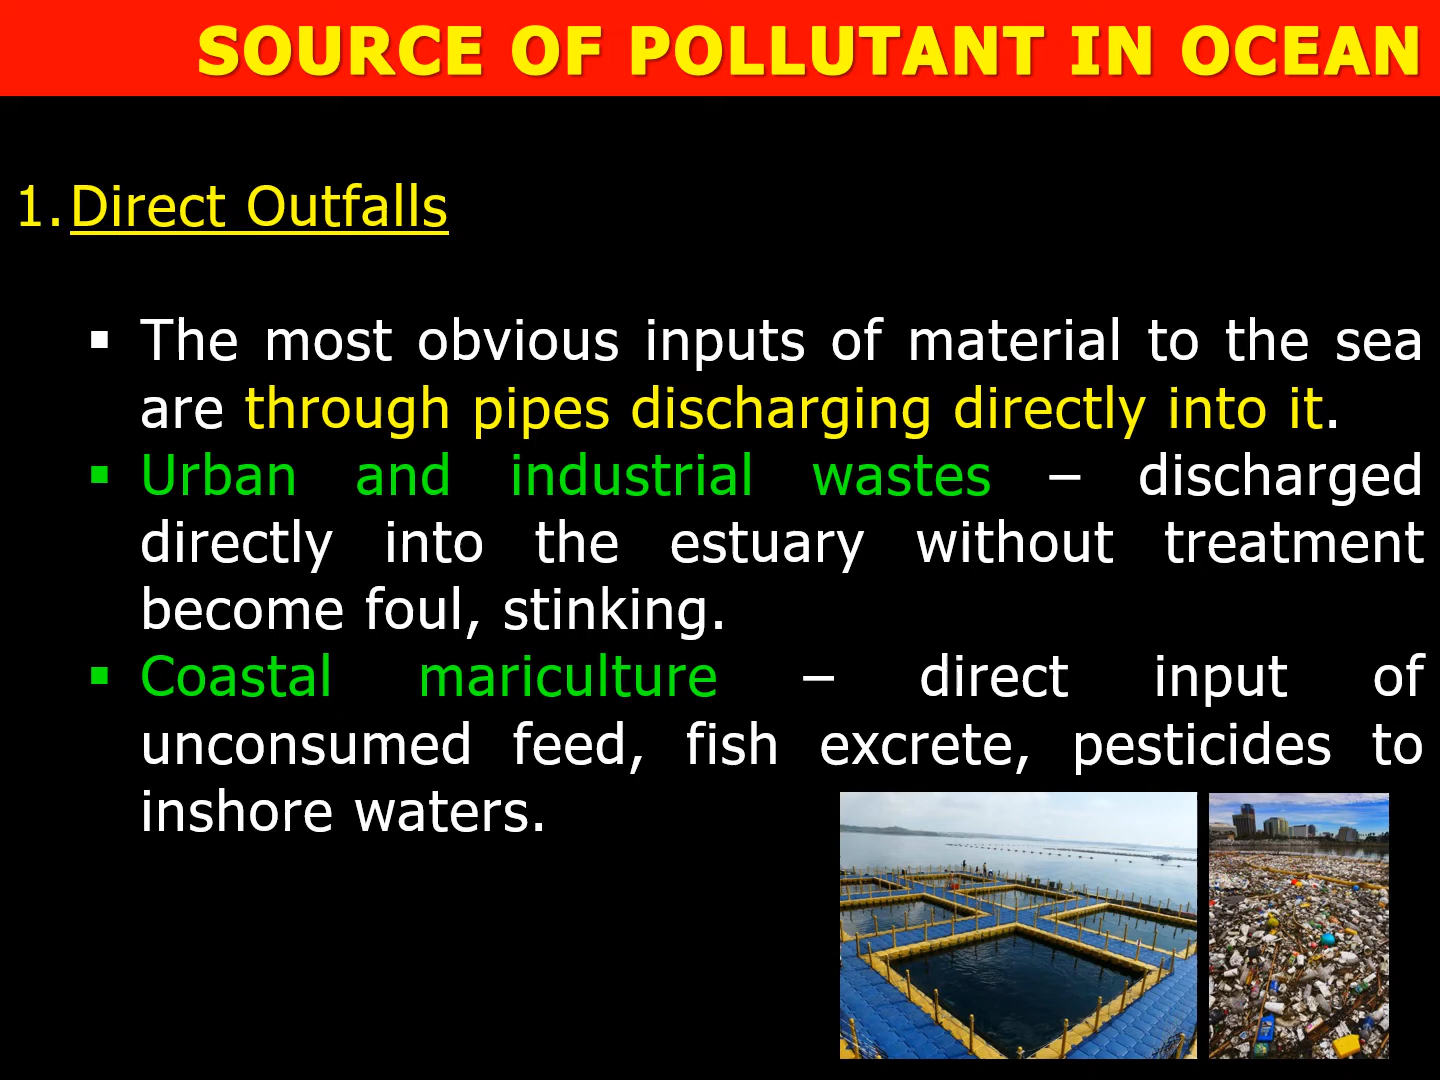 SOURCE OF POLLUTANT IN OCEAN
1. Direct Outfalls
▪ The most obvious inputs of material to the sea
are through pipes discharging directly into it.
▪ Urban and industrial wastes – discharged
directly into the estuary without treatment
become foul, stinking.
▪ Coastal mariculture – direct input of
unconsumed feed, fish excrete, pesticides to
inshore waters.